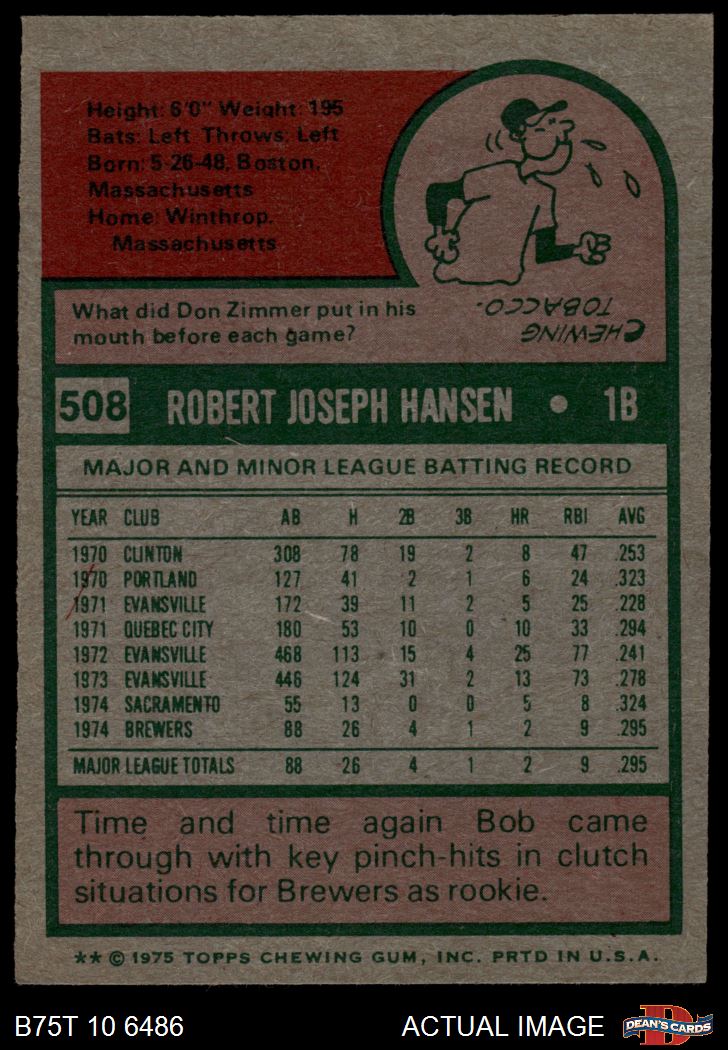 Height: 6'0" Weight: 195
Bats: Left Throws: Left
Born: 5-26-48, Boston,
Massachusetts
Home: Winthrop,
Massachusetts
What did Don Zimmer put in his
mouth before each game?
CHEWING
TOBACCO.
508 ROBERT JOSEPH HANSEN • 1B
MAJOR AND MINOR LEAGUE BATTING RECORD
YEAR CLUB AB H 2B 3B HR RBI AVG
1970 CLINTON 308 78 19 2 8 47 .253
1970 PORTLAND 127 41 2 1 6 24 .323
1971 EVANSVILLE 172 39 11 2 5 25 .228
1971 QUEBEC CITY 180 53 10 0 10 33 .294
1972 EVANSVILLE 468 113 15 4 25 77 .241
1973 EVANSVILLE 446 124 31 2 13 73 .278
1974 SACRAMENTO 55 13 0 0 5 8 .324
1974 BREWERS 88 26 4 1 2 9 .295
MAJOR LEAGUE TOTALS 88 26 4 1 2 9 .295
Time and time again Bob came
through with key pinch-hits in clutch
situations for Brewers as rookie.
** © 1975 TOPPS CHEWING GUM, INC. PRTD IN U.S.A.
B75T 10 6486 ACTUAL IMAGE D DEAN'S CARDS